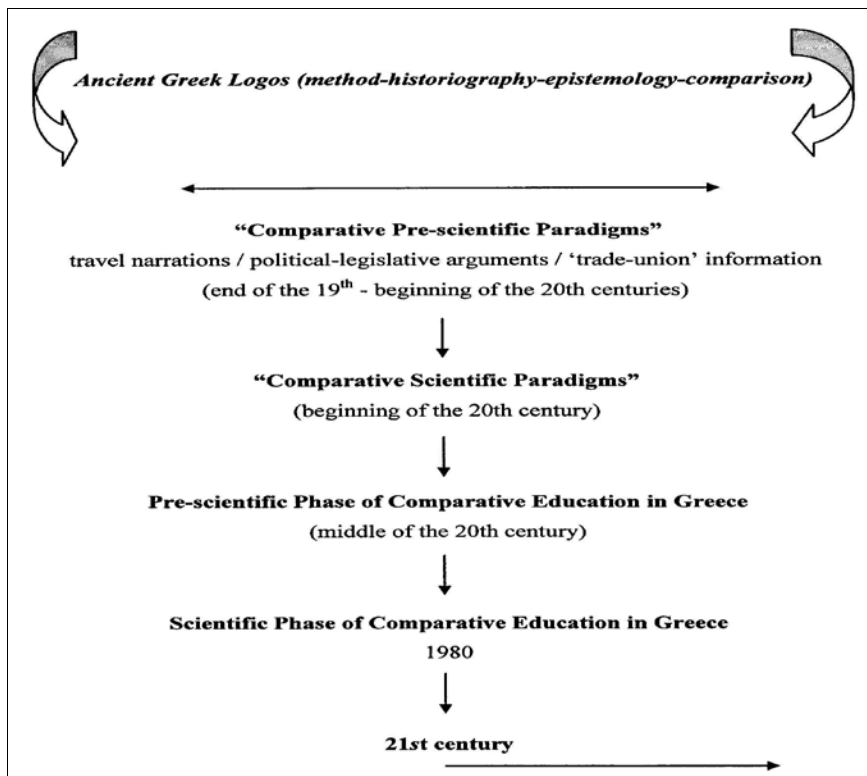 Ancient Greek Logos (method-historiography-epistemology-comparison)
“Comparative Pre-scientific Paradigms”
travel narrations / political-legislative arguments / ‘trade-union’ information
(end of the 19th - beginning of the 20th centuries)
“Comparative Scientific Paradigms”
(beginning of the 20th century)
Pre-scientific Phase of Comparative Education in Greece
(middle of the 20th century)
Scientific Phase of Comparative Education in Greece
1980
21st century